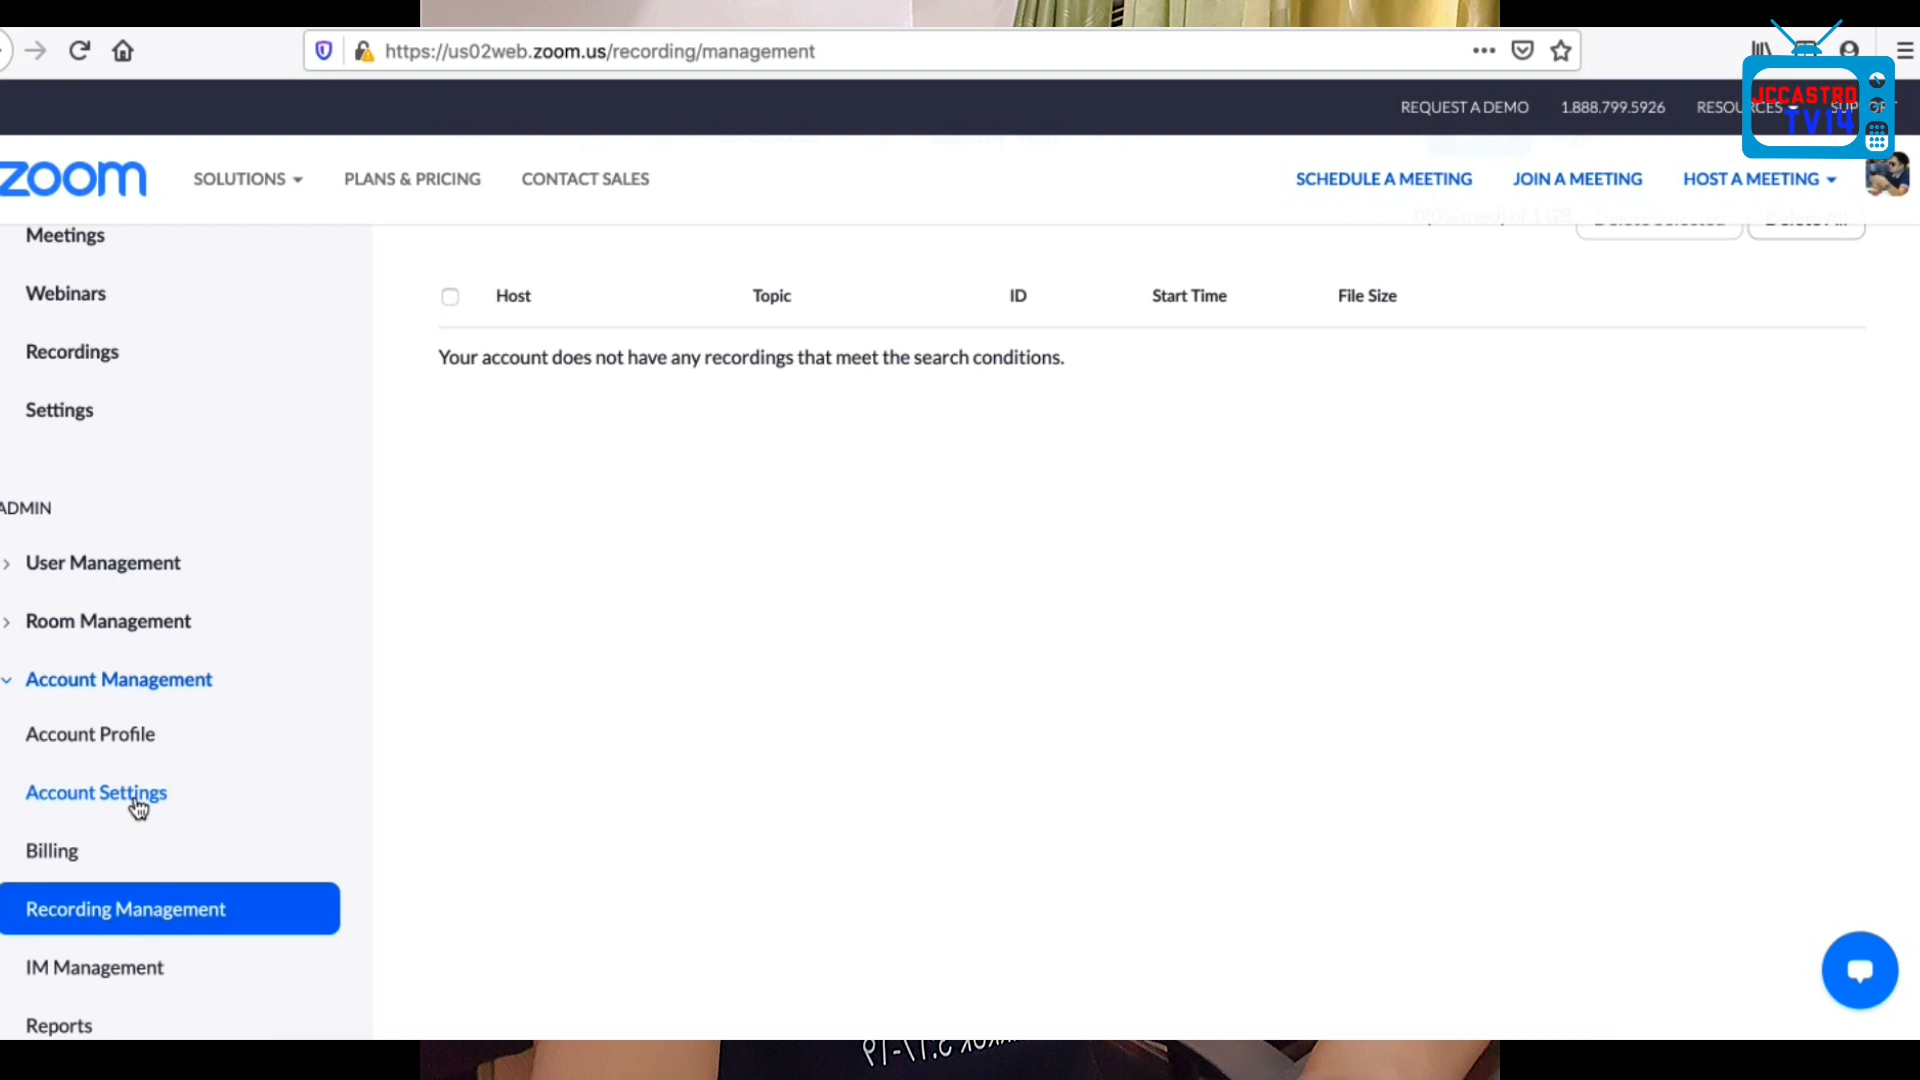 https://us02web.zoom.us/recording/management
REQUEST A DEMO 1.888.799.5926 RESOURCES SUPPORT
JCCASTRO
TV14
zoom SOLUTIONS PLANS & PRICING CONTACT SALES SCHEDULE A MEETING JOIN A MEETING HOST A MEETING
Meetings
Webinars
Recordings
Settings
ADMIN
User Management
Room Management
Account Management
Account Profile
Account Settings
Billing
Recording Management
IM Management
Reports
Host Topic ID Start Time File Size
Your account does not have any recordings that meet the search conditions.